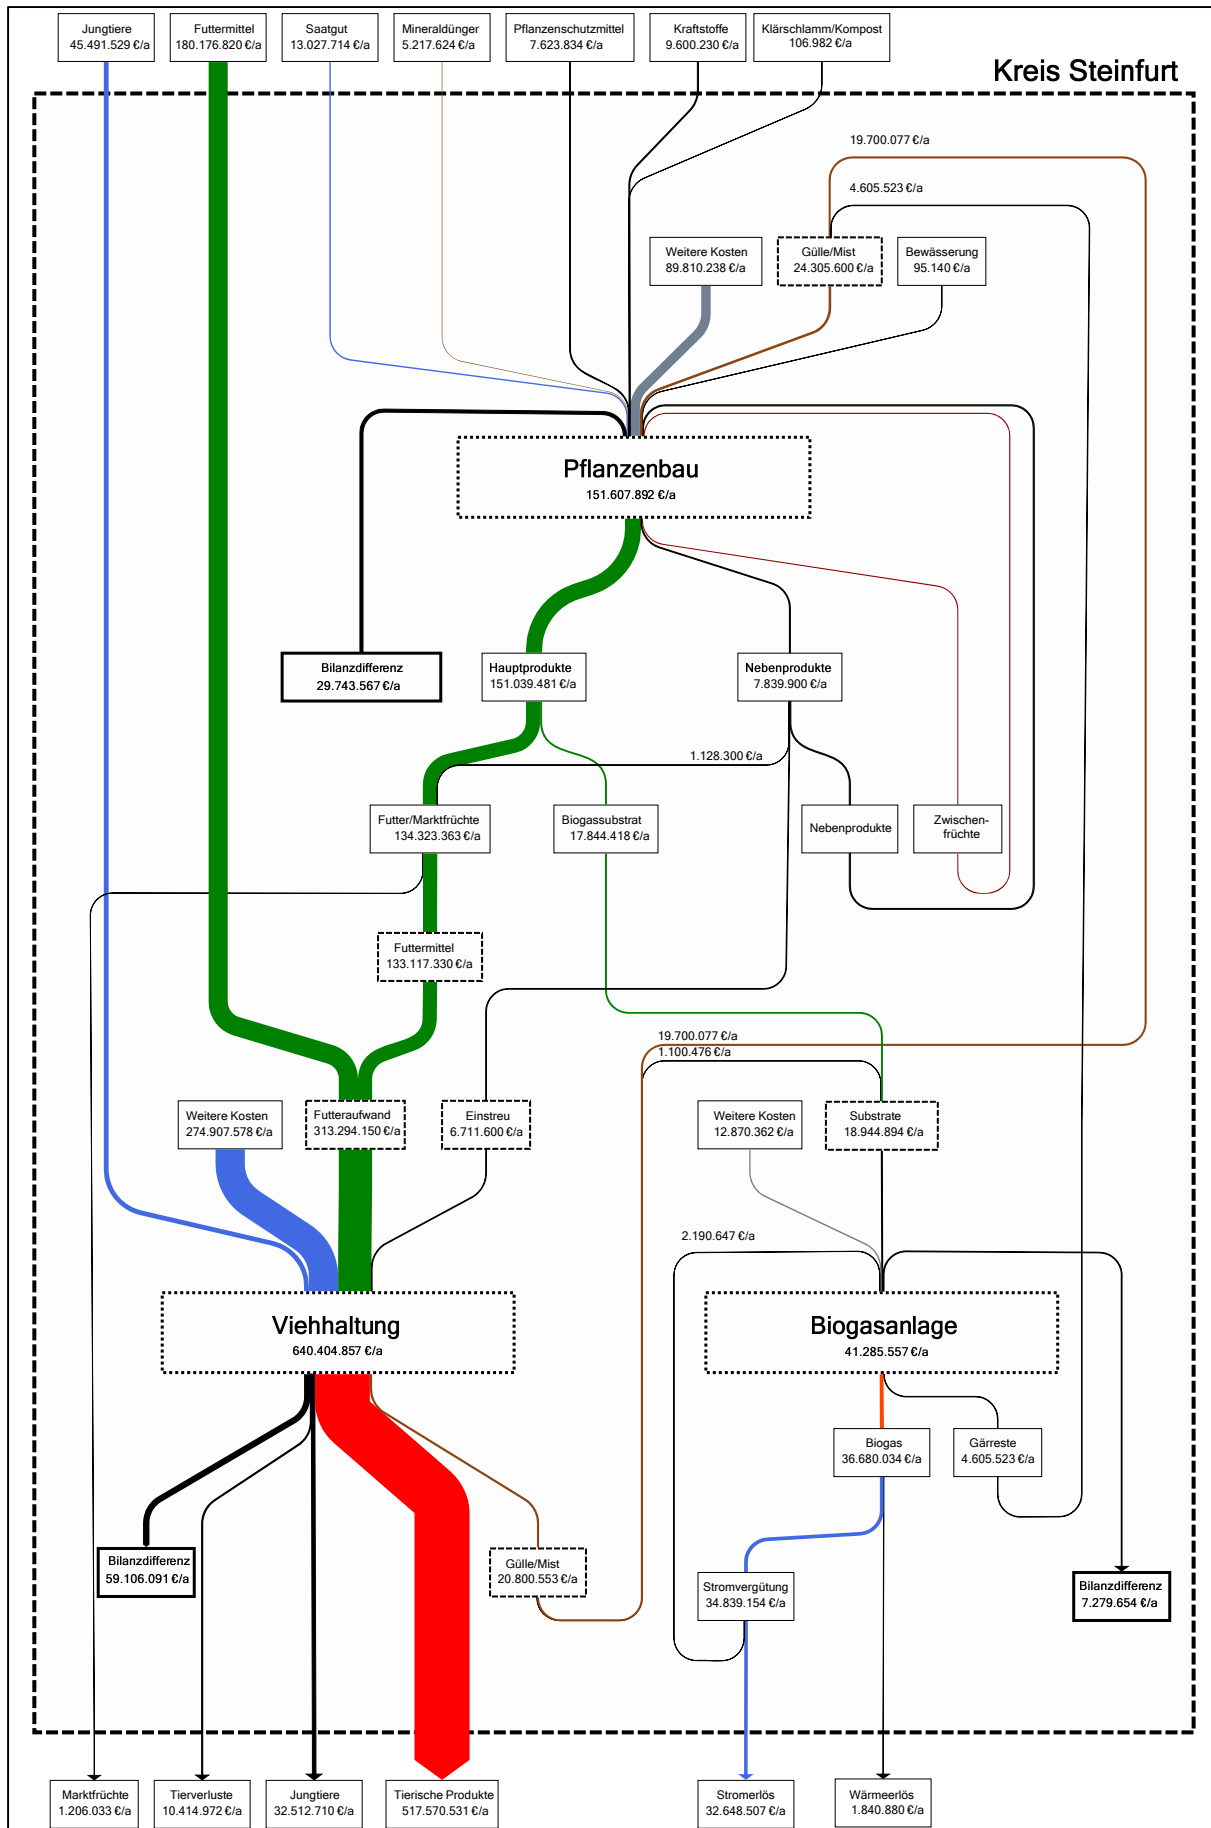 Jungtiere
45.491.529 €/a
Futtermittel
180.176.820 €/a
Saatgut
13.027.714 €/a
Mineraldünger
5.217.624 €/a
Pflanzenschutzmittel
7.623.834 €/a
Kraftstoffe
9.600.230 €/a
Klärschlamm/Kompost
106.982 €/a
Kreis Steinfurt
19.700.077 €/a
4.605.523 €/a
Weitere Kosten
89.810.238 €/a
Gülle/Mist
24.305.600 €/a
Bewässerung
95.140 €/a
Pflanzenbau
151.607.892 €/a
Bilanzdifferenz
29.743.567 €/a
Hauptprodukte
151.039.481 €/a
Nebenprodukte
7.839.900 €/a
1.128.300 €/a
Futter/Marktfrüchte
134.323.363 €/a
Biogassubstrat
17.844.418 €/a
Nebenprodukte
Zwischen-
früchte
Futtermittel
133.117.330 €/a
19.700.077 €/a
1.100.476 €/a
Weitere Kosten
274.907.578 €/a
Futteraufwand
313.294.150 €/a
Einstreu
6.711.600 €/a
Weitere Kosten
12.870.362 €/a
Substrate
18.944.894 €/a
2.190.647 €/a
Viehhaltung
640.404.857 €/a
Biogasanlage
41.285.557 €/a
Biogas
36.680.034 €/a
Gärreste
4.605.523 €/a
Bilanzdifferenz
59.106.091 €/a
Gülle/Mist
20.800.553 €/a
Stromvergütung
34.839.154 €/a
Bilanzdifferenz
7.279.654 €/a
Marktfrüchte
1.206.033 €/a
Tierverluste
10.414.972 €/a
Jungtiere
32.512.710 €/a
Tierische Produkte
517.570.531 €/a
Stromerlös
32.648.507 €/a
Wärmeerlös
1.840.880 €/a